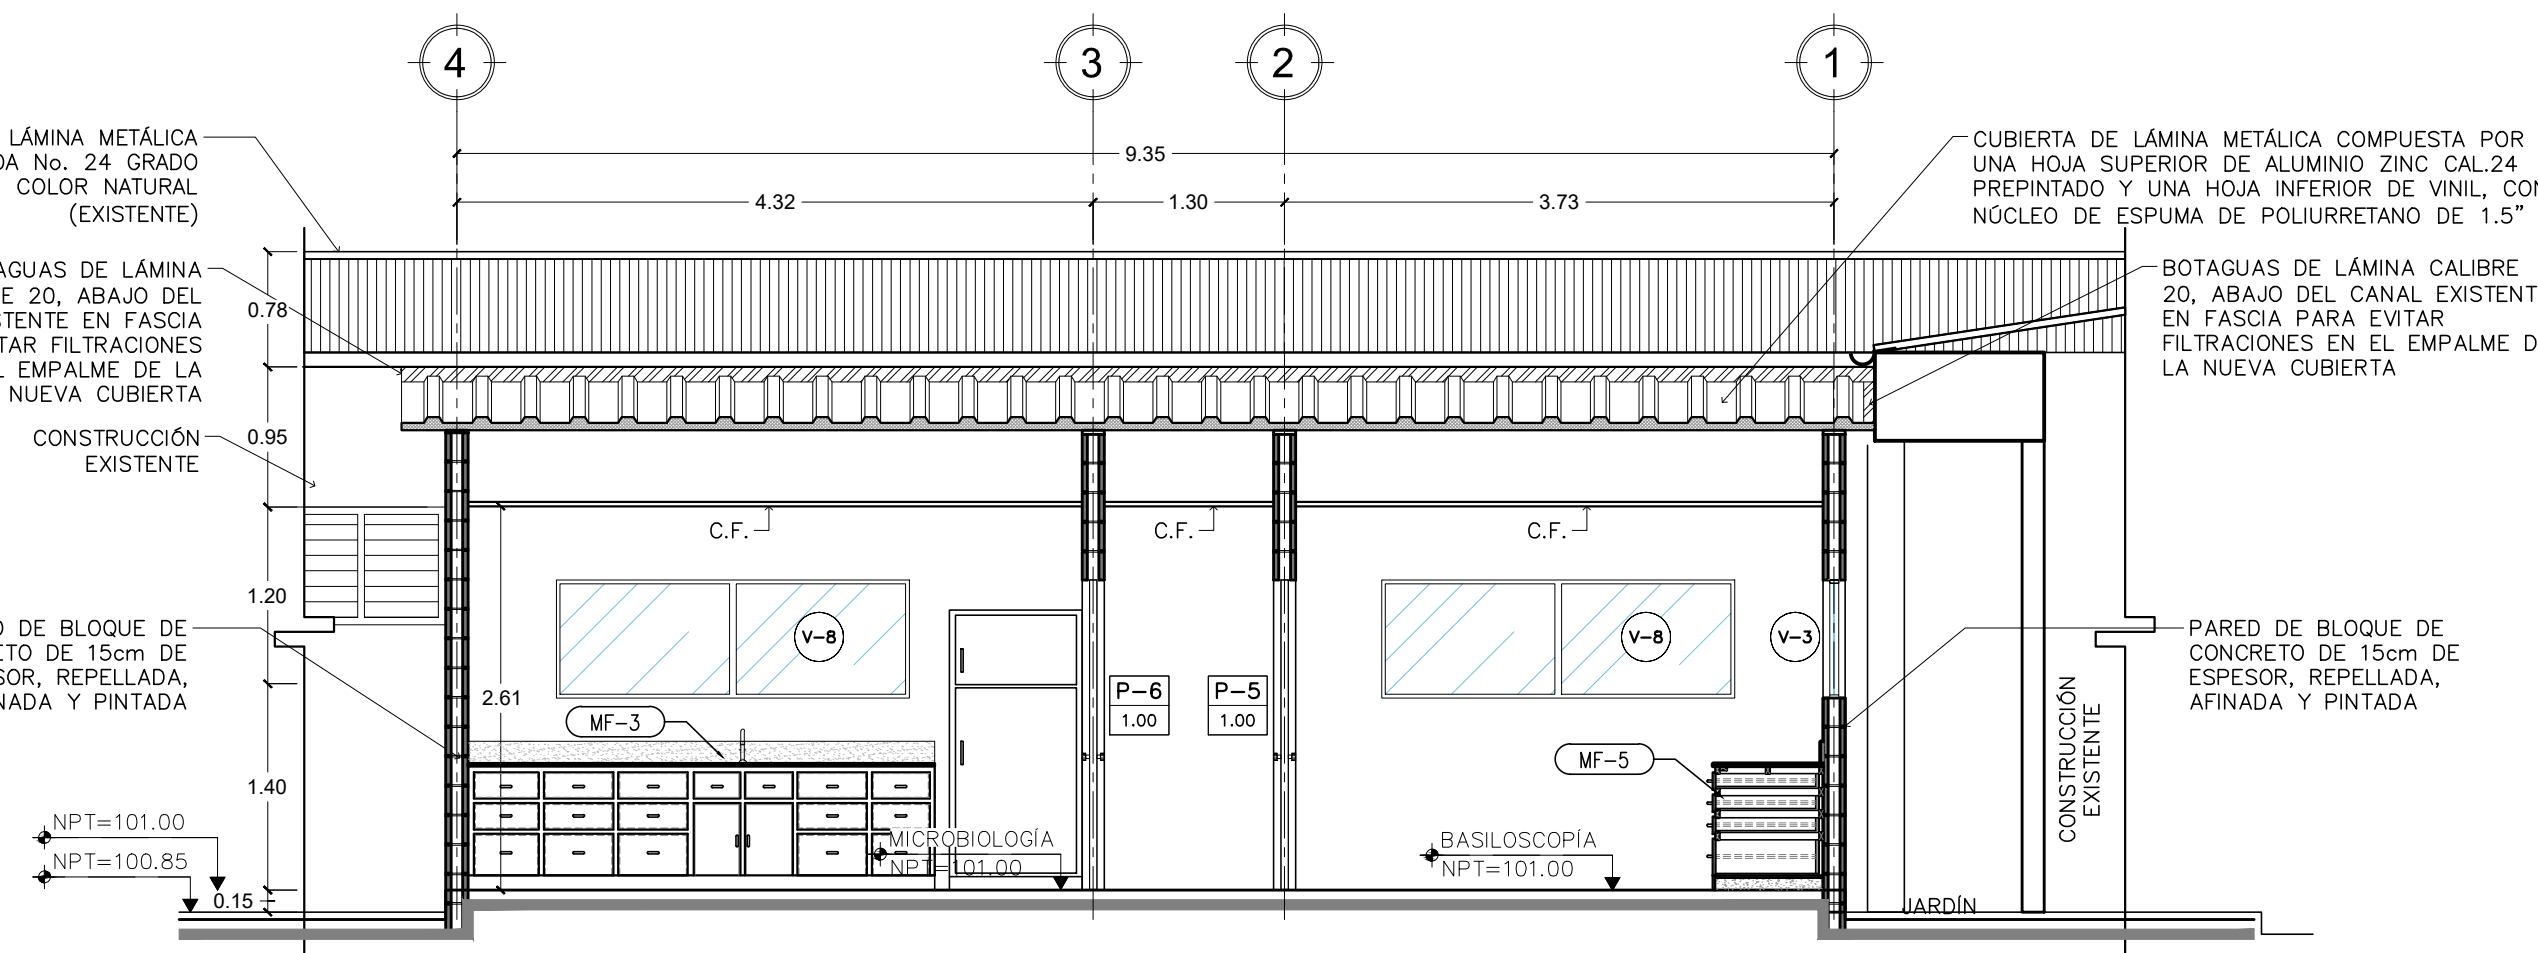 4
3
2
1
9.35
4.32
1.30
3.73
LÁMINA METÁLICA
DA No. 24 GRADO
COLOR NATURAL
(EXISTENTE)
AGUAS DE LÁMINA
E 20, ABAJO DEL
STENTE EN FASCIA
TAR FILTRACIONES
L EMPALME DE LA
NUEVA CUBIERTA
CONSTRUCCIÓN
EXISTENTE
O DE BLOQUE DE
RETO DE 15cm DE
SOR, REPELLADA,
NADA Y PINTADA
0.78
0.95
1.20
1.40
0.15
2.61
NPT=101.00
NPT=100.85
C.F.
C.F.
C.F.
V-8
V-8
V-3
P-6
1.00
P-5
1.00
MF-3
MF-5
MICROBIOLOGÍA
NPT=101.00
BASILOSCOPÍA
NPT=101.00
JARDÍN
CONSTRUCCIÓN
EXISTENTE
CUBIERTA DE LÁMINA METÁLICA COMPUESTA POR
UNA HOJA SUPERIOR DE ALUMINIO ZINC CAL.24
PREPINTADO Y UNA HOJA INFERIOR DE VINIL, CON
NÚCLEO DE ESPUMA DE POLIURRETANO DE 1.5”
BOTAGUAS DE LÁMINA CALIBRE
20, ABAJO DEL CANAL EXISTENT
EN FASCIA PARA EVITAR
FILTRACIONES EN EL EMPALME D
LA NUEVA CUBIERTA
PARED DE BLOQUE DE
CONCRETO DE 15cm DE
ESPESOR, REPELLADA,
AFINADA Y PINTADA